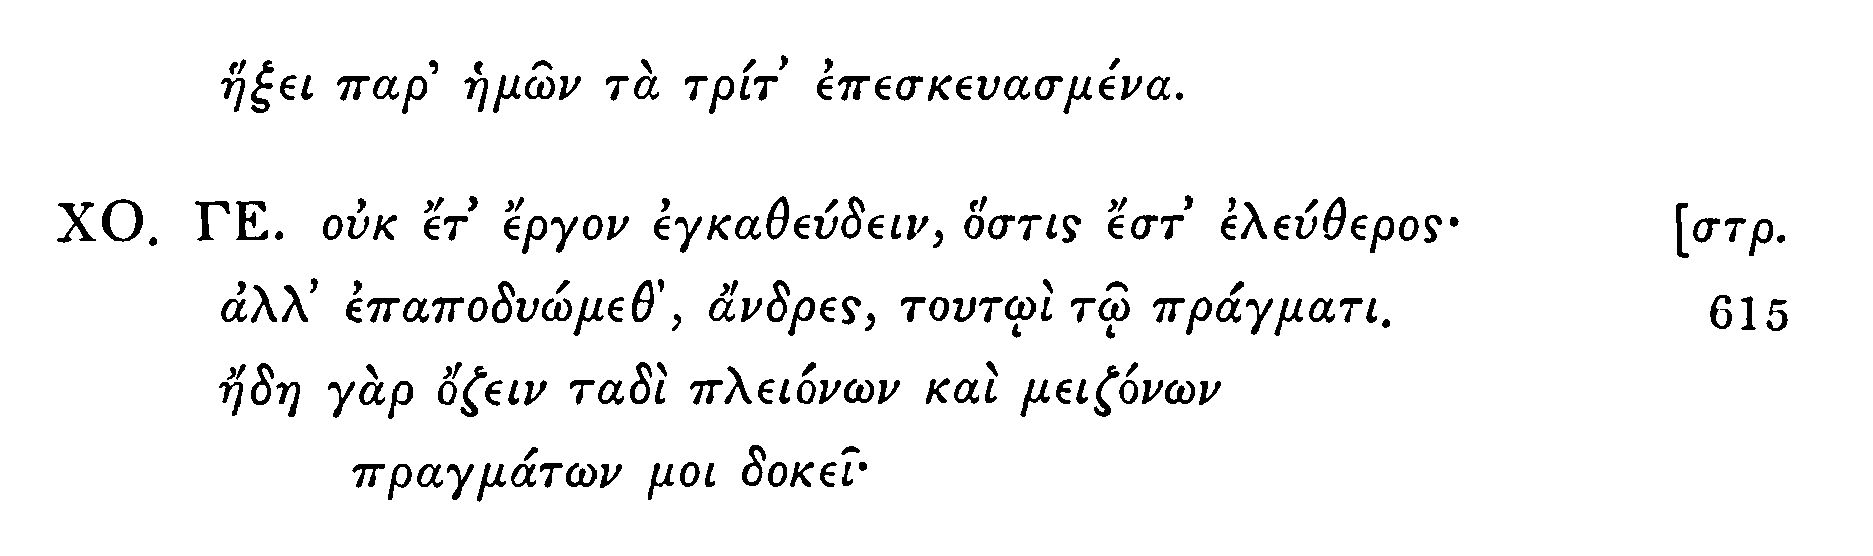 ἥξει παρ’ ἡμῶν τὰ τρίτ’ ἐπεσκευασμένα.
ΧΟ. ΓΕ. οὐκ ἔτ’ ἔργον ἐγκαθεύδειν, ὅστις ἔστ’ ἐλεύθερος· [στρ.
ἀλλ’ ἐπαποδυώμεθ’, ἄνδρες, τουτῳὶ τῷ πράγματι. 615
ἤδη γὰρ ὄζειν ταδὶ πλειόνων καὶ μειζόνων
πραγμάτων μοι δοκεῖ·